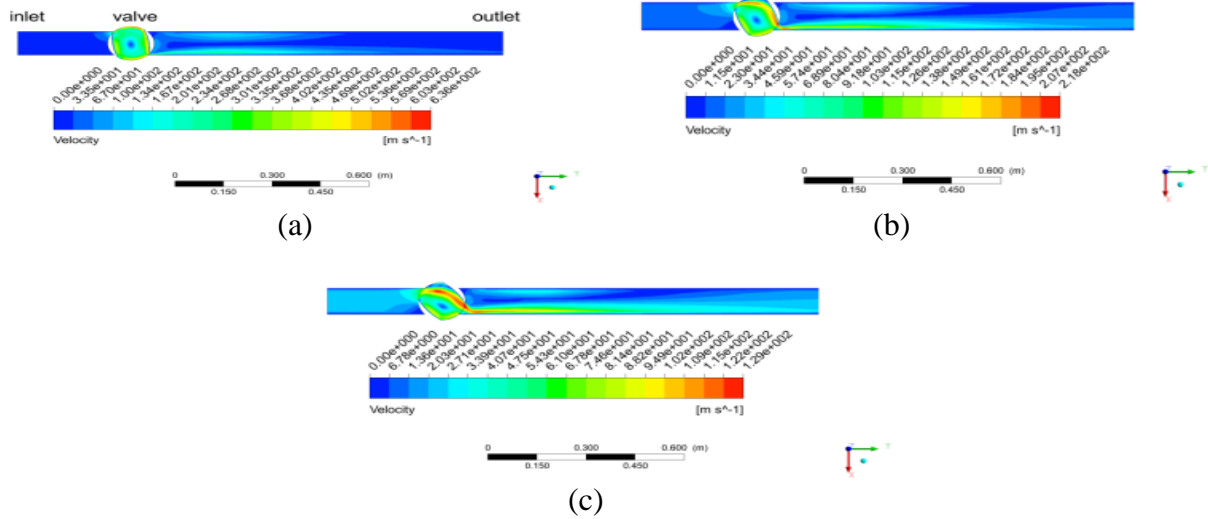 inlet valve outlet
0.00e+000 3.35e+001 6.70e+001 1.00e+002 1.34e+002 1.67e+002 2.01e+002 2.34e+002 2.68e+002 3.01e+002 3.35e+002 3.68e+002 4.02e+002 4.35e+002 4.69e+002 5.02e+002 5.36e+002 5.69e+002 6.03e+002 6.36e+002
Velocity [m s^-1]
0 0.300 0.600 (m)
0.150 0.450
Z Y
X
(a)
0.00e+000 1.15e+001 2.30e+001 3.44e+001 4.59e+001 5.74e+001 6.89e+001 8.04e+001 9.18e+001 1.03e+002 1.15e+002 1.26e+002 1.38e+002 1.49e+002 1.61e+002 1.72e+002 1.84e+002 1.95e+002 2.07e+002 2.18e+002
Velocity [m s^-1]
0 0.300 0.600 (m)
0.150 0.450
Z Y
X
(b)
0.00e+000 6.78e+000 1.36e+001 2.03e+001 2.71e+001 3.39e+001 4.07e+001 4.75e+001 5.43e+001 6.10e+001 6.78e+001 7.46e+001 8.14e+001 8.82e+001 9.49e+001 1.02e+002 1.09e+002 1.15e+002 1.22e+002 1.29e+002
Velocity [m s^-1]
0 0.300 0.600 (m)
0.150 0.450
Z Y
X
(c)